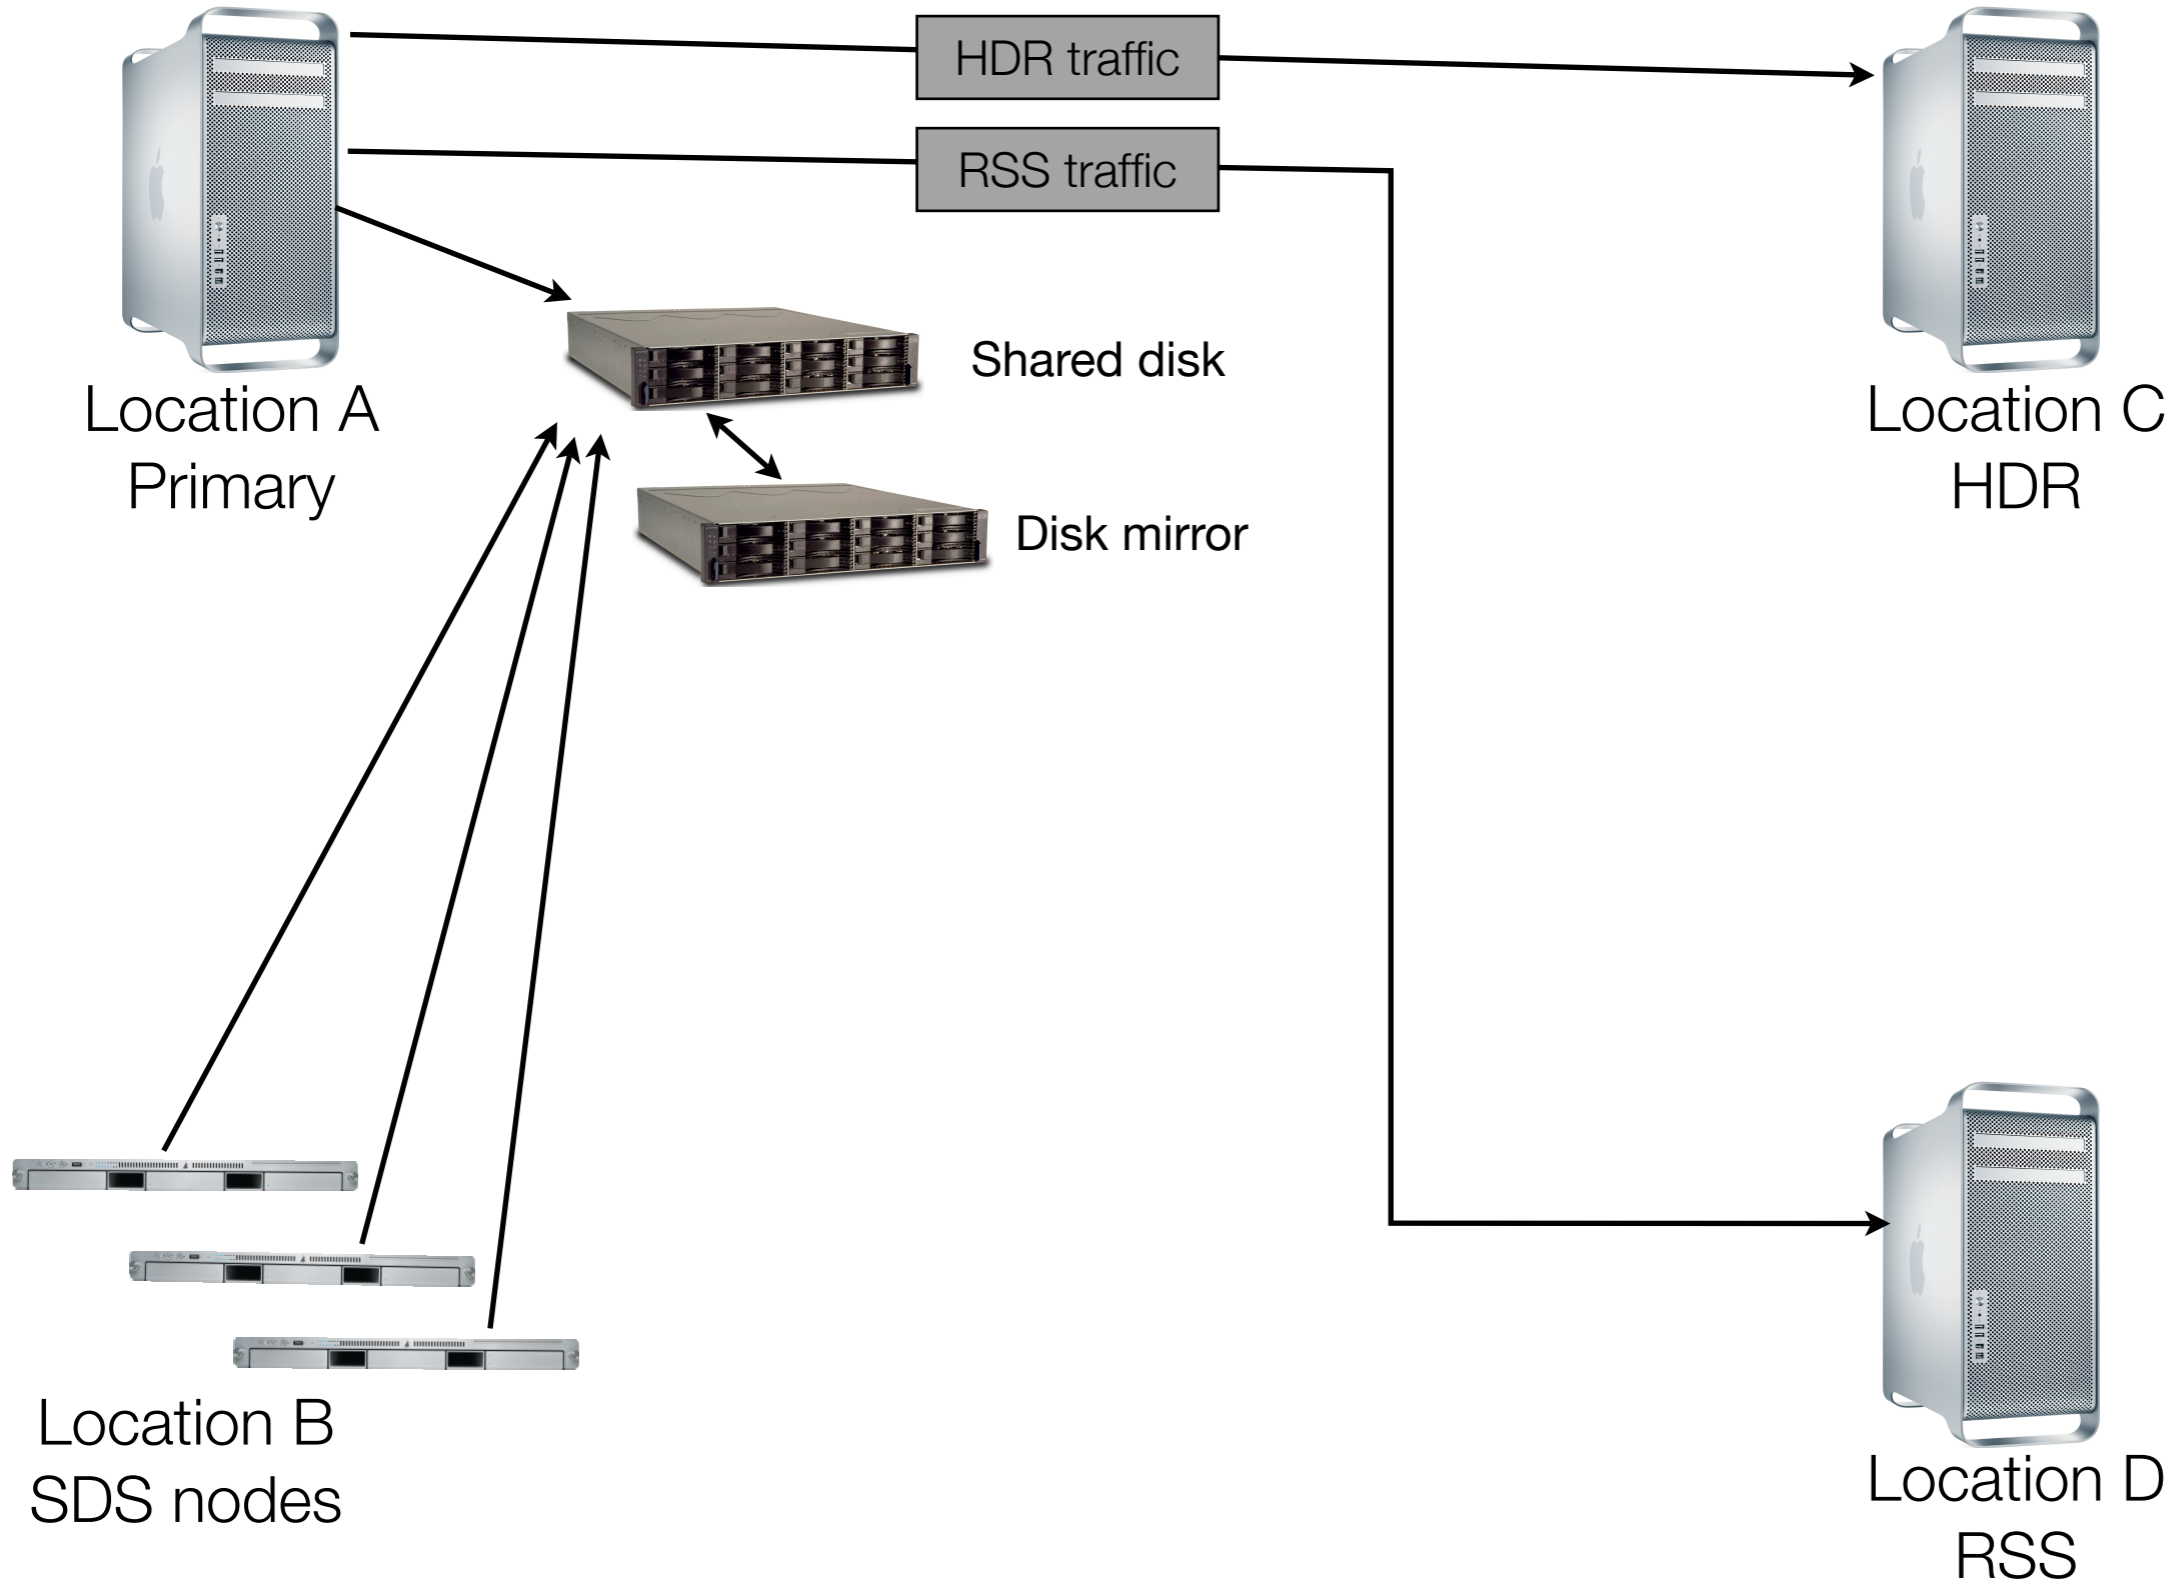 HDR traffic
RSS traffic
Shared disk
Location A
Primary
Location C
HDR
Disk mirror
Location B
SDS nodes
Location D
RSS